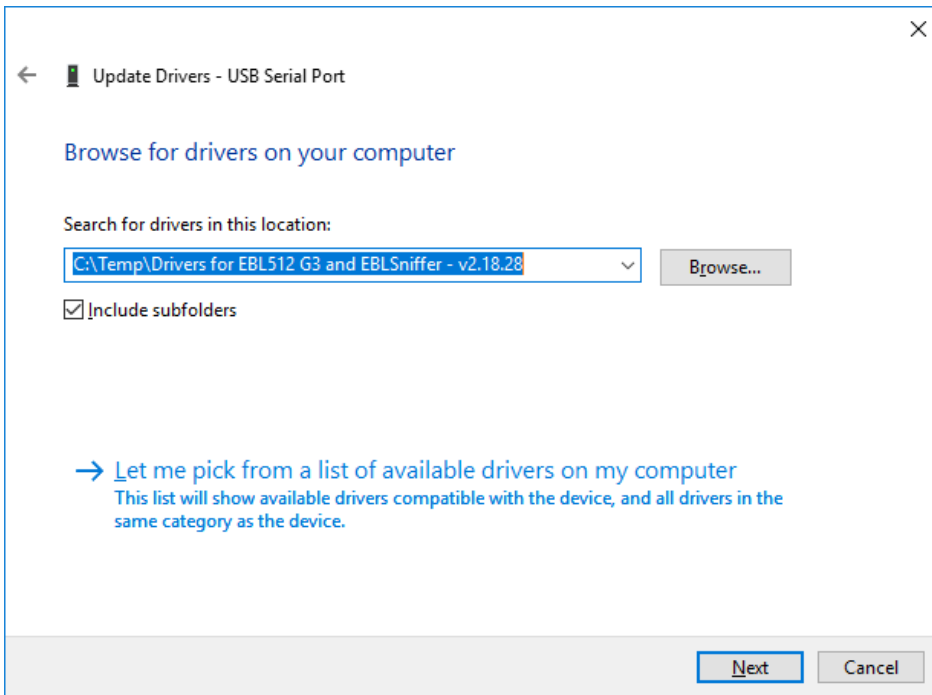 Update Drivers - USB Serial Port
Browse for drivers on your computer
Search for drivers in this location:
C:\Temp\Drivers for EBL512 G3 and EBLSniffer - v2.18.28
Browse...
Include subfolders
Let me pick from a list of available drivers on my computer
This list will show available drivers compatible with the device, and all drivers in the
same category as the device.
Next
Cancel